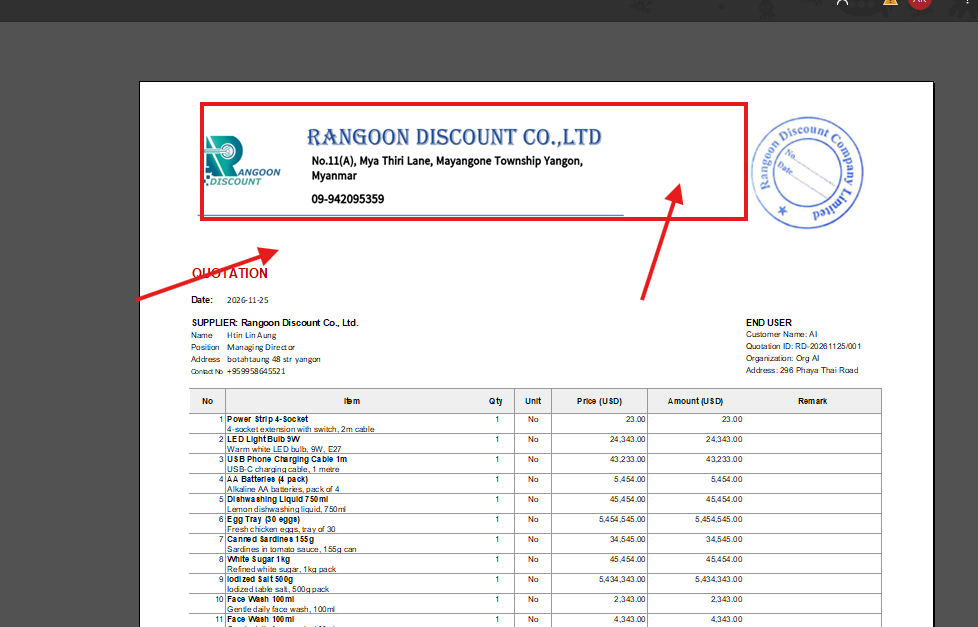 RANGOON DISCOUNT CO.,LTD
No.11(A), Mya Thiri Lane, Mayangone Township Yangon,
Myanmar
09-942095359
RANGOON
DISCOUNT
Rangoon Discount Company Limited
No.
Date
QUOTATION
Date: 2026-11-25
SUPPLIER: Rangoon Discount Co., Ltd.
Name Htin Lin Aung
Position Managing Director
Address botahtaung 48 str yangon
Contact No +959958645521
END USER
Customer Name: AI
Quotation ID: RD-20261125/001
Organization: Org AI
Address: 296 Phaya Thai Road
No Item Qty Unit Price (USD) Amount (USD) Remark
1 Power Strip 4-Socket 1 No 23.00 23.00
4-socket extension with switch, 2m cable
2 LED Light Bulb 9W 1 No 24,343.00 24,343.00
Warm white LED bulb, 9W, E27
3 USB Phone Charging Cable 1m 1 No 43,233.00 43,233.00
USB-C charging cable, 1 metre
4 AA Batteries (4 pack) 1 No 5,454.00 5,454.00
Alkaline AA batteries, pack of 4
5 Dishwashing Liquid 750ml 1 No 45,454.00 45,454.00
Lemon dishwashing liquid, 750ml
6 Egg Tray (30 eggs) 1 No 5,454,545.00 5,454,545.00
Fresh chicken eggs, tray of 30
7 Canned Sardines 155g 1 No 34,545.00 34,545.00
Sardines in tomato sauce, 155g can
8 White Sugar 1kg 1 No 45,454.00 45,454.00
Refined white sugar, 1kg pack
9 Iodized Salt 500g 1 No 5,434,343.00 5,434,343.00
Iodized table salt, 500g pack
10 Face Wash 100ml 1 No 2,343.00 2,343.00
Gentle daily face wash, 100ml
11 Face Wash 100ml 1 No 4,343.00 4,343.00